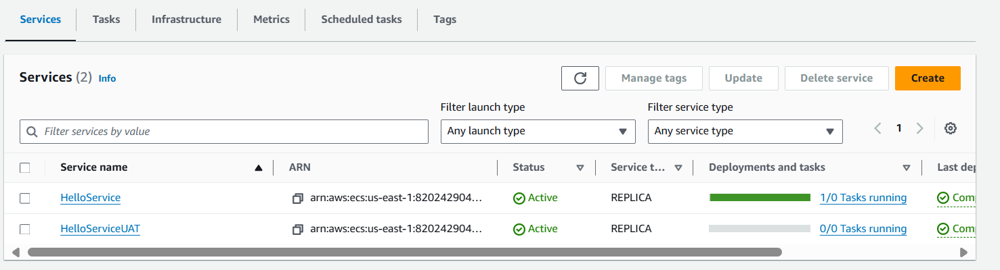 Services Tasks Infrastructure Metrics Scheduled tasks Tags
Services (2) Info Manage tags Update Delete service Create
Filter launch type Filter service type
Filter services by value Any launch type Any service type 1
Service name ARN Status Service t... Deployments and tasks Last dep
HelloService arn:aws:ecs:us-east-1:820242904... Active REPLICA 1/0 Tasks running Comp
HelloServiceUAT arn:aws:ecs:us-east-1:820242904... Active REPLICA 0/0 Tasks running Comp